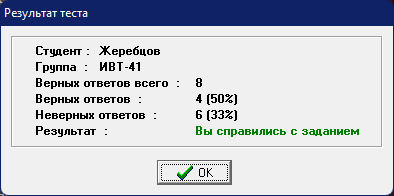 Результат теста
Студент : Жеребцов
Группа : ИВТ-41
Верных ответов всего : 8
Верных ответов : 4 (50%)
Неверных ответов : 6 (33%)
Результат : Вы справились с заданием
OK